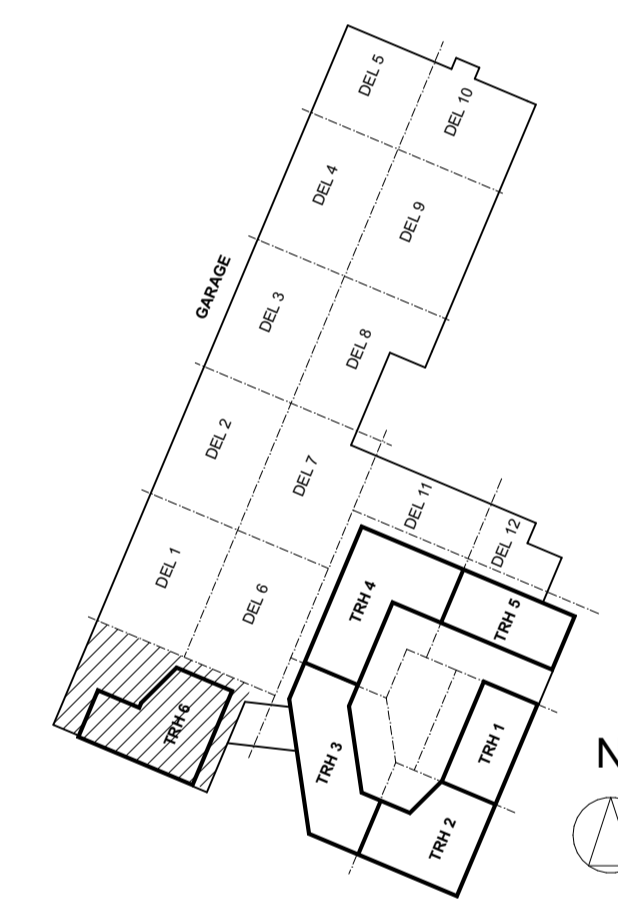 DEL 5
DEL 10
DEL 4
DEL 9
GARAGE
DEL 3
DEL 8
DEL 2
DEL 7
DEL 11
DEL 12
DEL 1
DEL 6
TRH 4
TRH 5
TRH 6
TRH 3
TRH 1
TRH 2
N